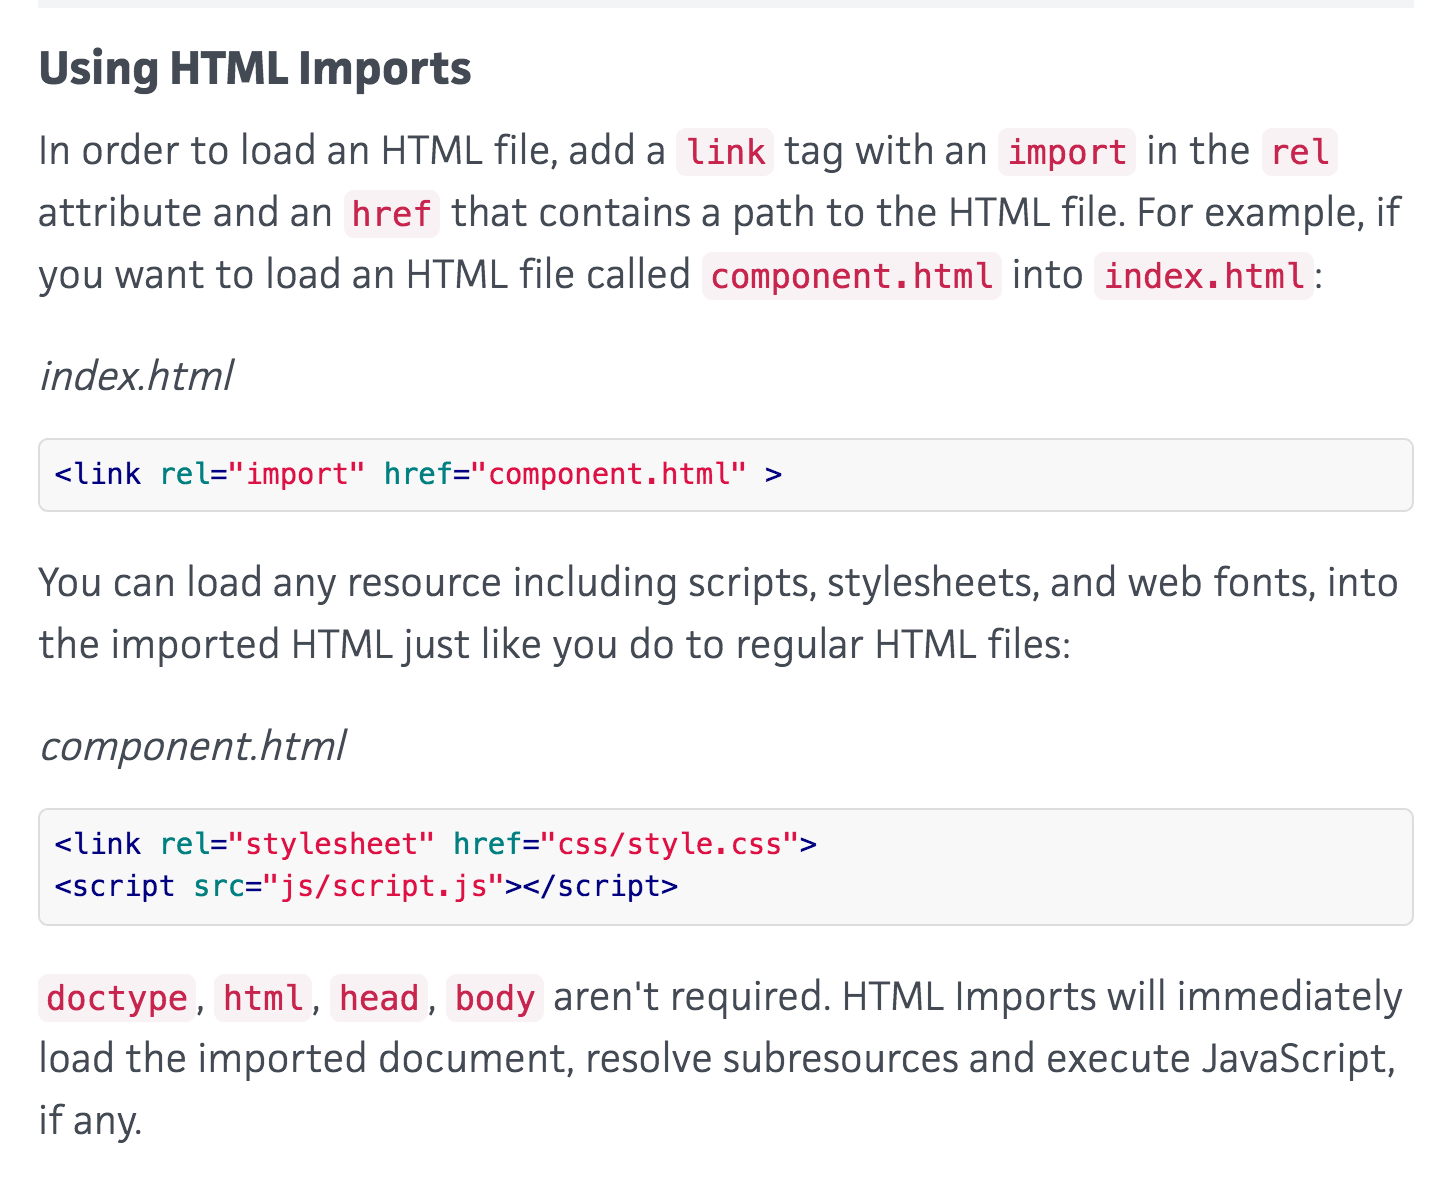 Using HTML Imports
In order to load an HTML file, add a link tag with an import in the rel
attribute and an href that contains a path to the HTML file. For example, if
you want to load an HTML file called component.html into index.html:
index.html
<link rel="import" href="component.html" >
You can load any resource including scripts, stylesheets, and web fonts, into
the imported HTML just like you do to regular HTML files:
component.html
<link rel="stylesheet" href="css/style.css">
<script src="js/script.js"></script>
doctype, html, head, body aren't required. HTML Imports will immediately
load the imported document, resolve subresources and execute JavaScript,
if any.